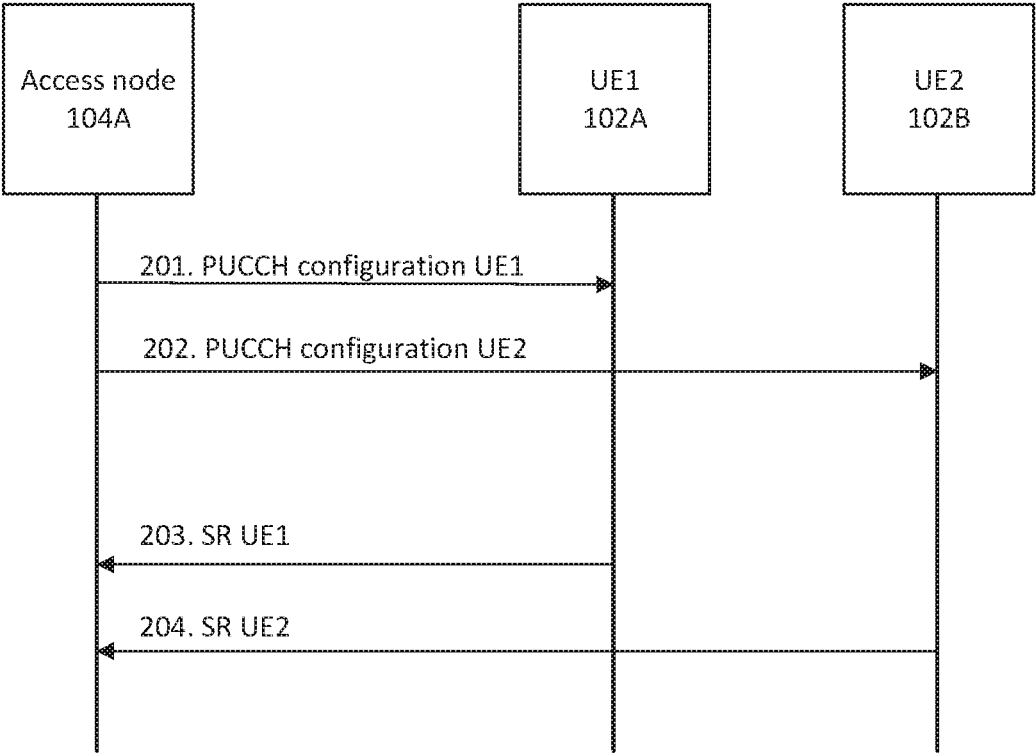 Access node
104A
UE1
102A
UE2
102B
201. PUCCH configuration UE1
202. PUCCH configuration UE2
203. SR UE1
204. SR UE2